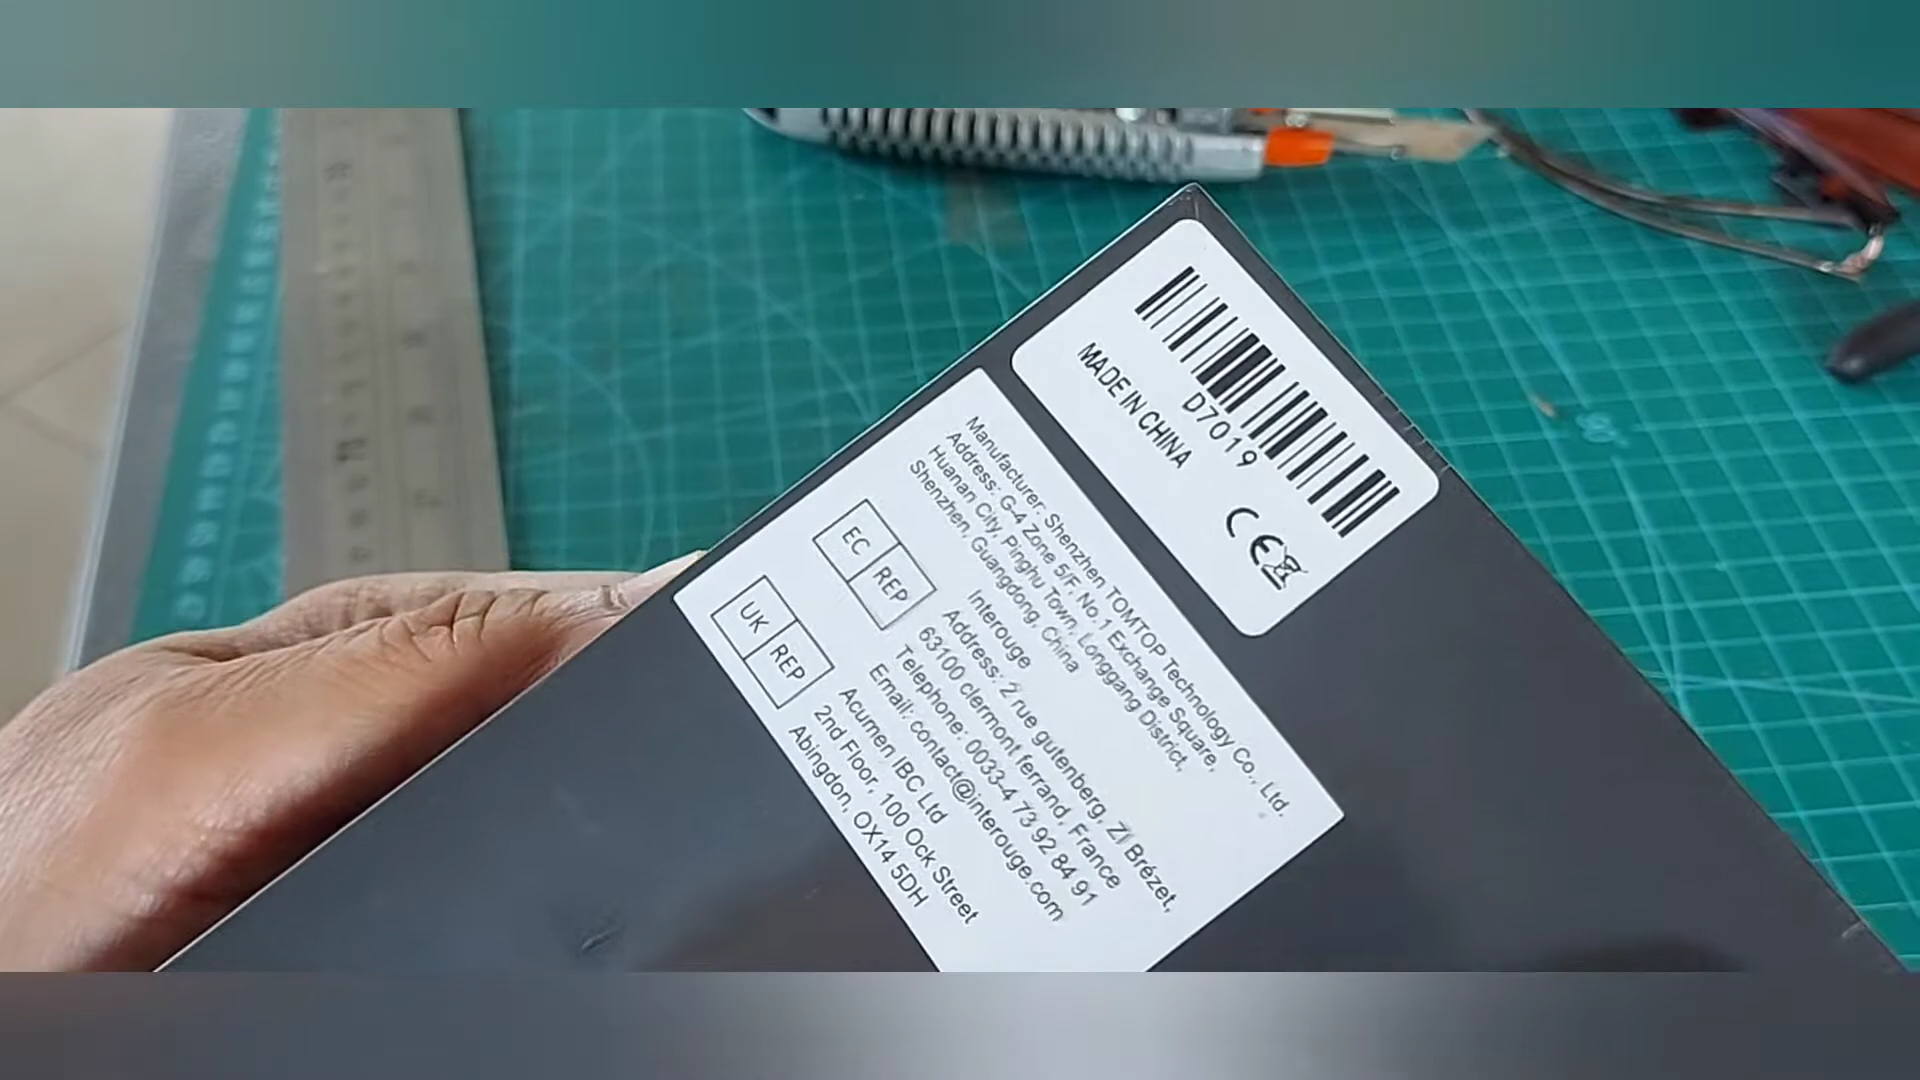 D7019
MADE IN CHINA
CE
Manufacturer: Shenzhen TOMTOP Technology Co., Ltd.
Address: G-4 Zone 5/F, No.1 Exchange Square,
Huanan City, Pinghu Town, Longgang District,
Shenzhen, Guangdong, China
EC REP
Interouge
Address: 2 rue gutenberg, ZI Brézet,
63100 clermont ferrand, France
Telephone: 0033-4 73 92 84 91
Email: contact@interouge.com
UK REP
Acumen IBC Ltd
2nd Floor, 100 Ock Street
Abingdon, OX14 5DH